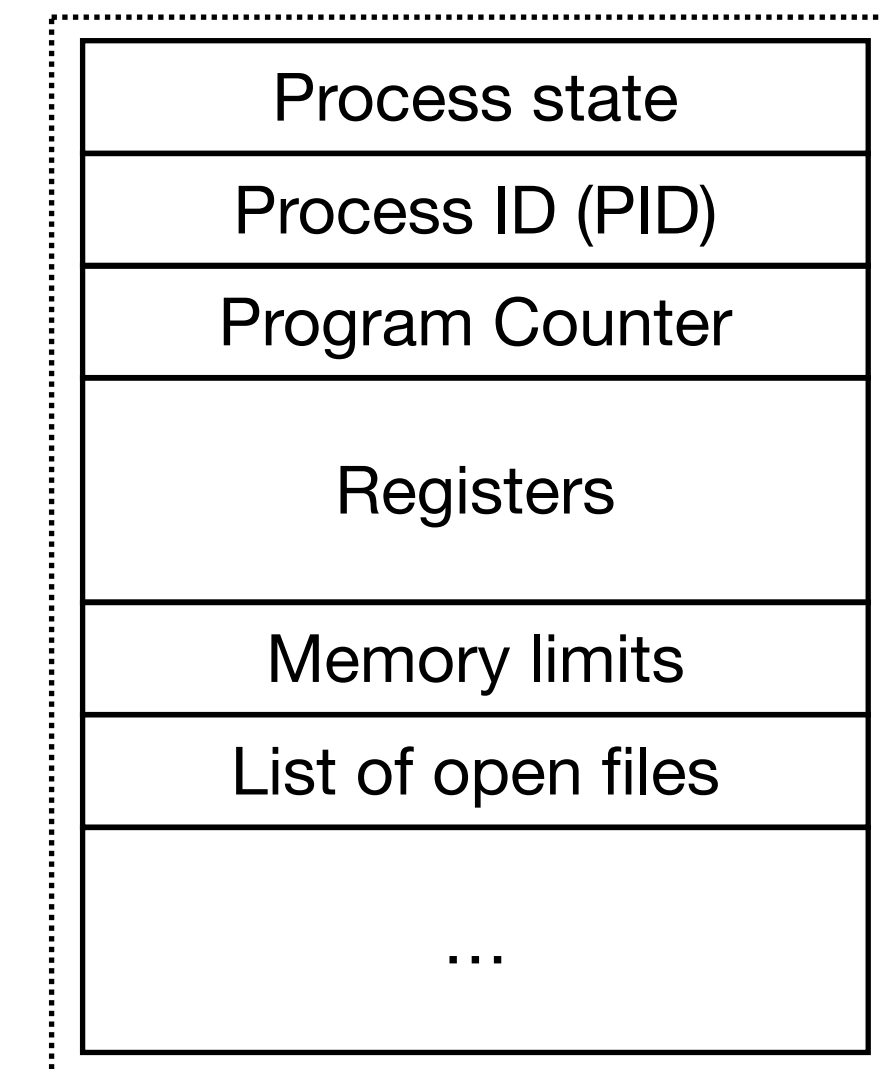 Process state
Process ID (PID)
Program Counter
Registers
Memory limits
List of open files
...